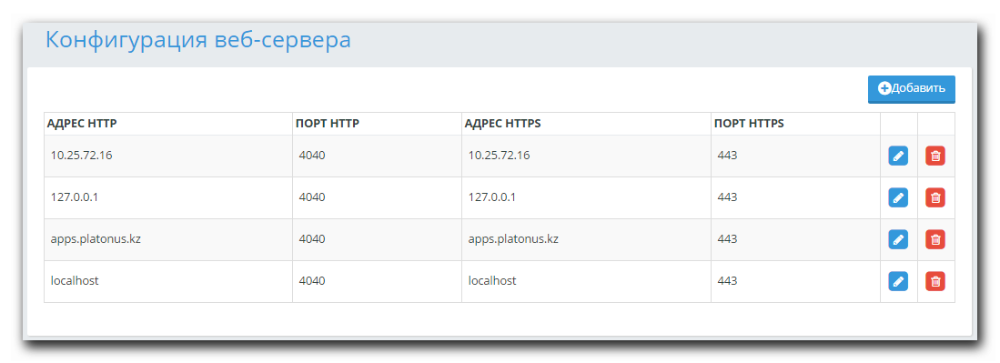 Конфигурация веб-сервера
Добавить
АДРЕС HTTP ПОРТ HTTP АДРЕС HTTPS ПОРТ HTTPS
10.25.72.16 4040 10.25.72.16 443
127.0.0.1 4040 127.0.0.1 443
apps.platonus.kz 4040 apps.platonus.kz 443
localhost 4040 localhost 443